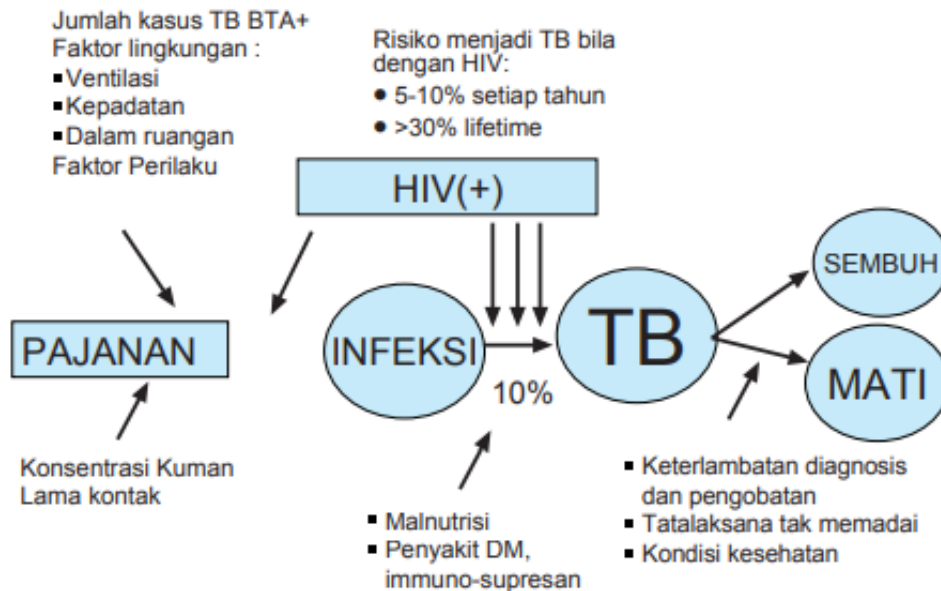 Jumlah kasus TB BTA+
Faktor lingkungan :
▪Ventilasi
▪Kepadatan
▪Dalam ruangan
Faktor Perilaku
Risiko menjadi TB bila
dengan HIV:
• 5-10% setiap tahun
• >30% lifetime
HIV(+)
PAJANAN
INFEKSI
10%
TB
SEMBUH
MATI
Konsentrasi Kuman
Lama kontak
▪ Malnutrisi
▪ Penyakit DM,
immuno-supresan
▪ Keterlambatan diagnosis
dan pengobatan
▪ Tatalaksana tak memadai
▪ Kondisi kesehatan